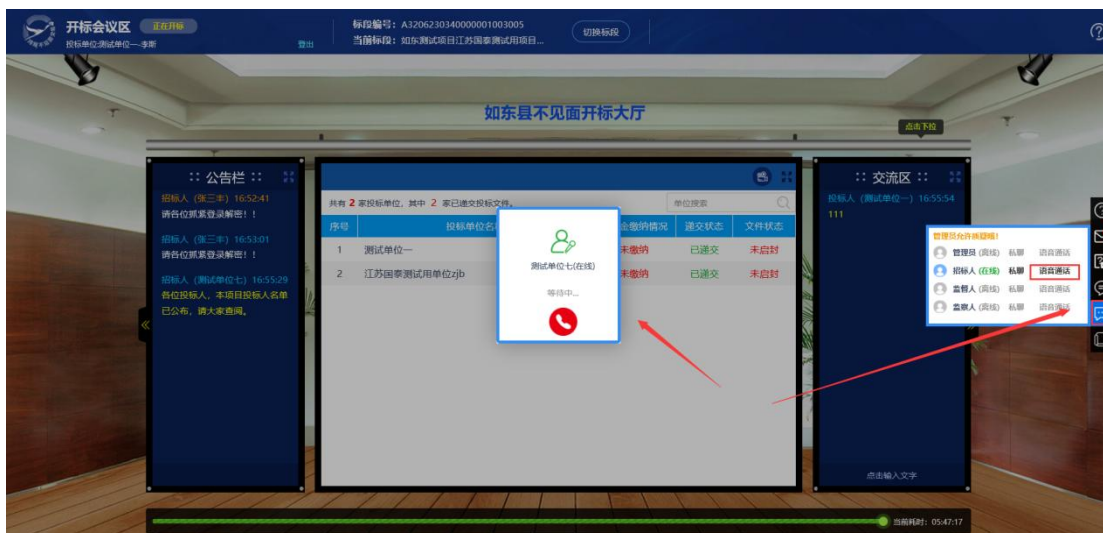 开标会议区 正在开标
投标单位:测试单位一-李斯
登出
标段编号：A3206230340000001003005
当前标段：如东测试项目江苏国泰测试用项目...
切换标段
如东县不见面开标大厅
点击下拉
:: 公告栏 ::
招标人（张三丰）16:52:41
请各位抓紧登录解密！！
招标人（张三丰）16:53:01
请各位抓紧登录解密！！
招标人（测试单位七）16:55:29
各位投标人，本项目投标人名单
已公布，请大家查阅。
共有 2 家投标单位，其中 2 家已递交投标文件。
单位搜索
序号 投标单位名 金缴纳情况 递交状态 文件状态
1 测试单位一 未缴纳 已递交 未启封
2 江苏国泰测试用单位zjb 未缴纳 已递交 未启封
测试单位七(在线)
等待中...
:: 交流区 ::
投标人（测试单位一）16:55:54
111
点击输入文字
管理员 (离线) 私聊 语音通话
招标人 (在线) 私聊 语音通话
监督人 (离线) 私聊 语音通话
监察人 (离线) 私聊 语音通话
当前耗时：05:47:17